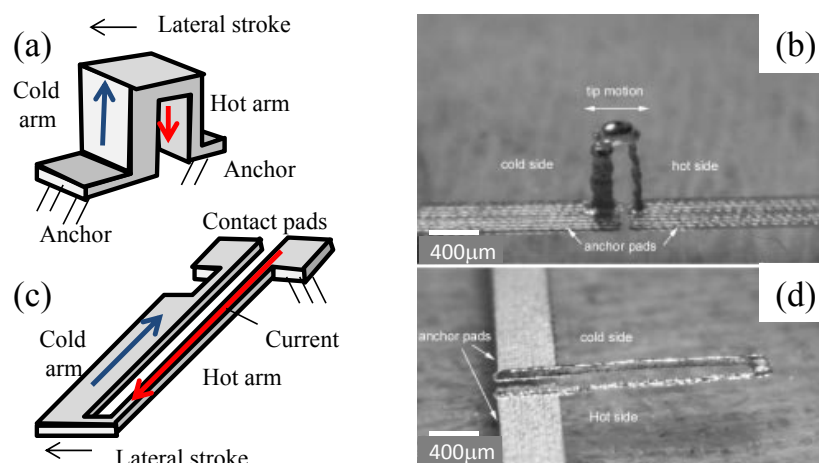 (a)
Lateral stroke
Cold
arm
Hot arm
Anchor
Anchor
(b)
tip motion
cold side
hot side
400μm
anchor pads
(c)
Contact pads
Cold
arm
Current
Hot arm
Lateral stroke
(d)
anchor pads
cold side
Hot side
400μm